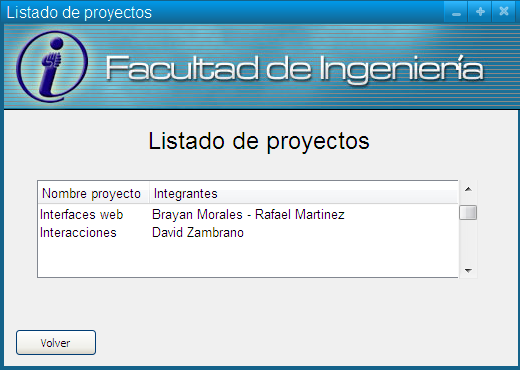 Listado de proyectos
Facultad de Ingeniería
Listado de proyectos
Nombre proyecto Integrantes
Interfaces web Brayan Morales - Rafael Martinez
Interacciones David Zambrano
Volver